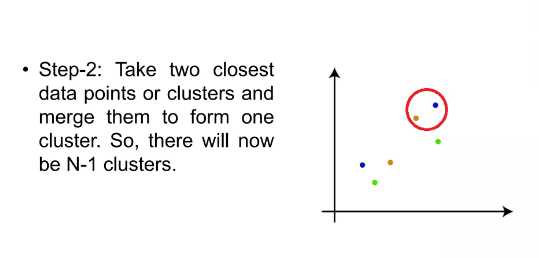 • Step-2: Take two closest
data points or clusters and
merge them to form one
cluster. So, there will now
be N-1 clusters.